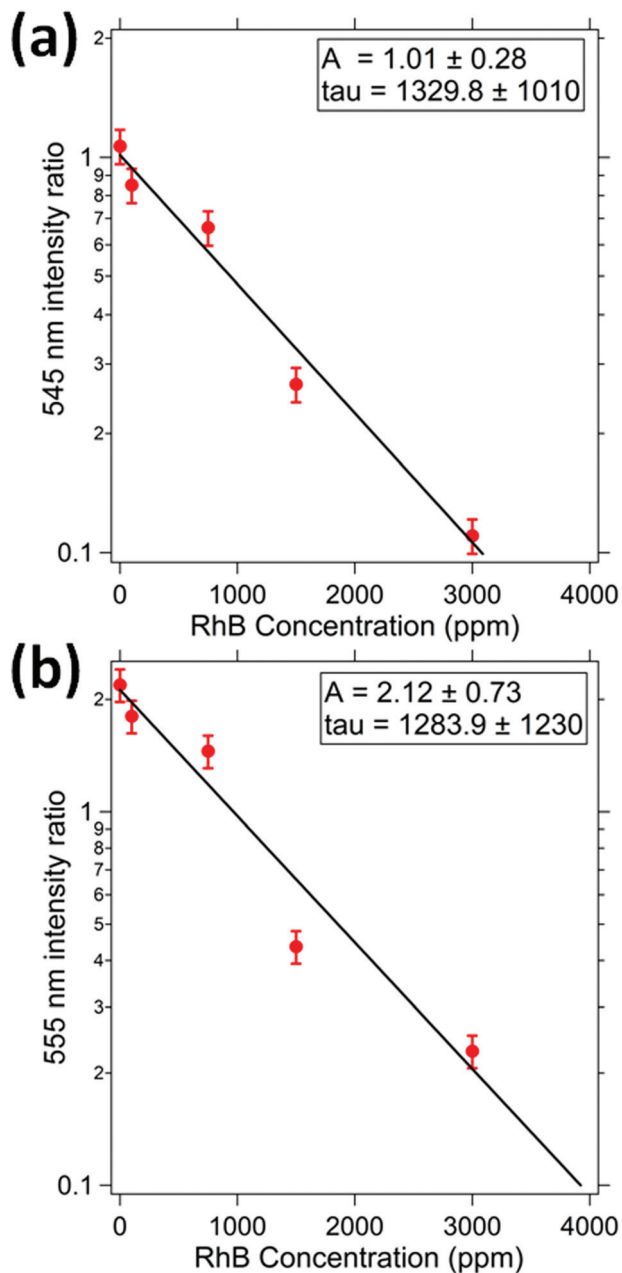 (a)
A = 1.01 ± 0.28
tau = 1329.8 ± 1010
545 nm intensity ratio
2
1
9
8
7
6
5
4
3
2
0.1
0 1000 2000 3000 4000
RhB Concentration (ppm)
(b)
A = 2.12 ± 0.73
tau = 1283.9 ± 1230
555 nm intensity ratio
2
1
9
8
7
6
5
4
3
2
0.1
0 1000 2000 3000 4000
RhB Concentration (ppm)